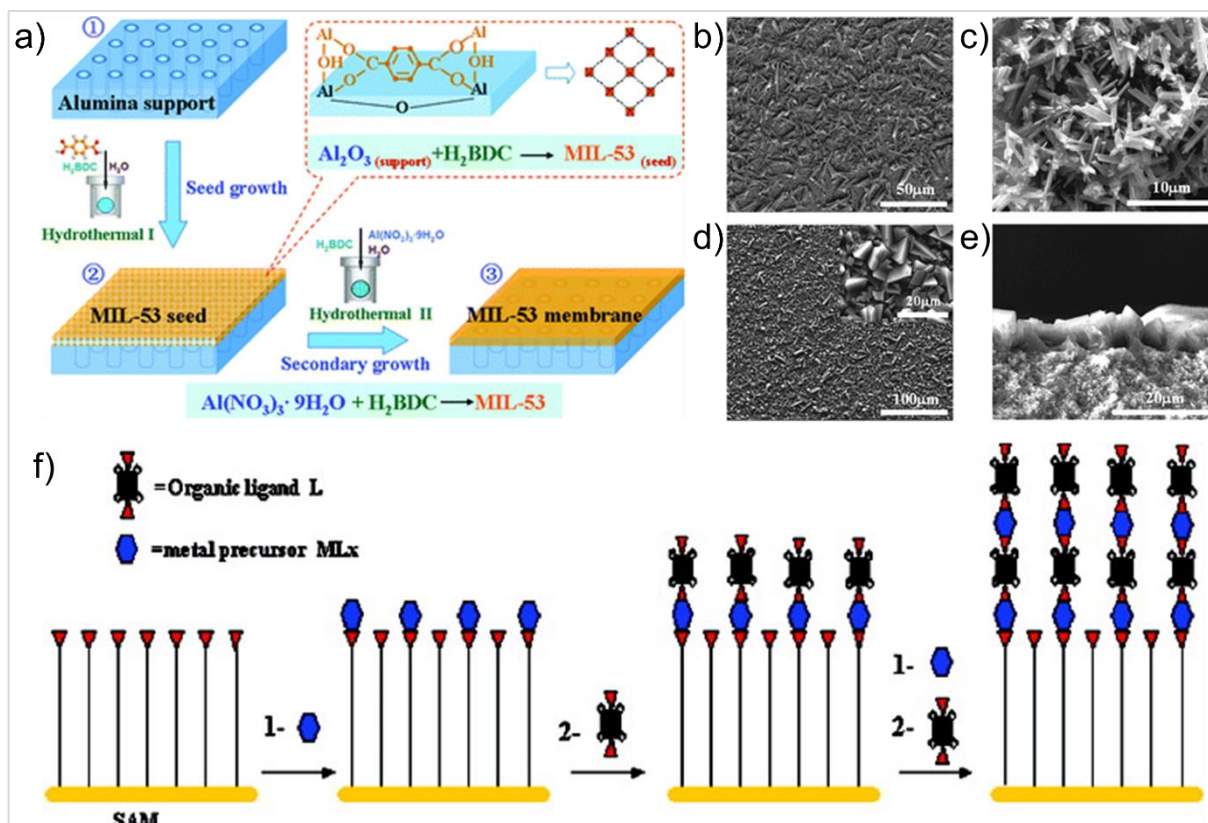 a)
①
Alumina support
H₂BDC
H₂O
Seed growth
Hydrothermal I
②
MIL-53 seed
Al
OH
O
O
C
Al
O
O
C
O
O
Al
OH
Al
O
Al₂O₃ (support) +H₂BDC → MIL-53 (seed)
H₂BDC
Al(NO₃)₃·9H₂O
H₂O
Hydrothermal II
Secondary growth
③
MIL-53 membrane
Al(NO₃)₃· 9H₂O + H₂BDC → MIL-53
b)
50μm
c)
10μm
d)
20μm
100μm
e)
20μm
f)
=Organic ligand L
=metal precursor MLx
SAM
1-
2-
1-
2-